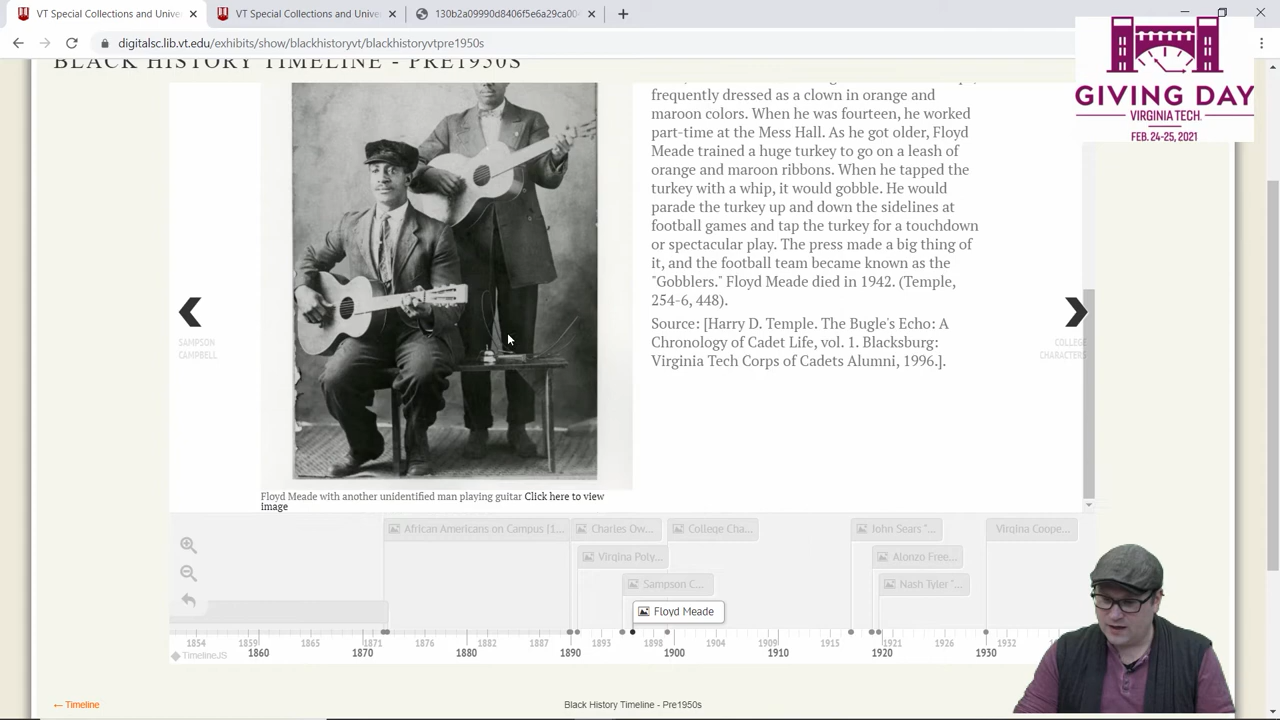 VT Special Collections and Univer
VT Special Collections and Univer
130b2a09990d8406f5e6a29ca00
digitalsc.lib.vt.edu/exhibits/show/blackhistoryvt/blackhistoryvtpre1950s
GIVING DAY
VIRGINIA TECH.
FEB. 24-25, 2021
BLACK HISTORY TIMELINE - PRE1950S
frequently dressed as a clown in orange and
maroon colors. When he was fourteen, he worked
part-time at the Mess Hall. As he got older, Floyd
Meade trained a huge turkey to go on a leash of
orange and maroon ribbons. When he tapped the
turkey with a whip, it would gobble. He would
parade the turkey up and down the sidelines at
football games and tap the turkey for a touchdown
or spectacular play. The press made a big thing of
it, and the football team became known as the
"Gobblers." Floyd Meade died in 1942. (Temple,
254-6, 448).
Source: [Harry D. Temple. The Bugle's Echo: A
Chronology of Cadet Life, vol. 1. Blacksburg:
Virginia Tech Corps of Cadets Alumni, 1996.].
SAMPSON
CAMPBELL
COLLEGE
CHARACTERS
Floyd Meade with another unidentified man playing guitar Click here to view
Image
African Americans on Campus [1...
Charles Ow...
College Cha...
John Sears "...
Virgina Coope...
Virgina Poly...
Alonzo Free...
Sampson C...
Nash Tyler "...
Floyd Meade
1854 1859 1865 1871 1876 1882 1887 1893 1898 1904 1909 1915 1921 1926 1932
1860 1870 1880 1890 1900 1910 1920 1930
TimelineJS
← Timeline
Black History Timeline - Pre1950s